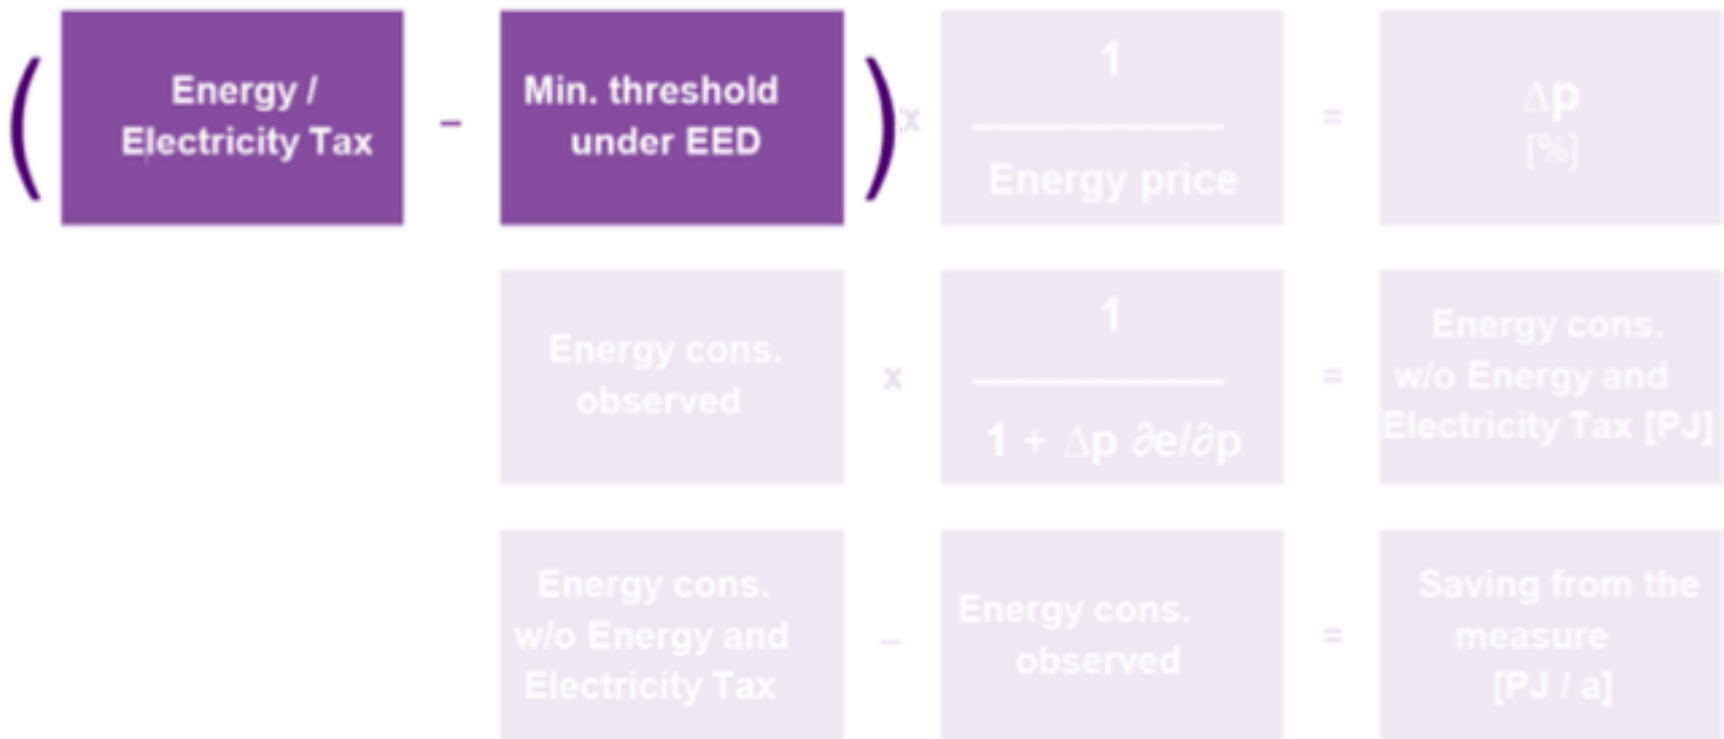 ( Energy / Electricity Tax – Min. threshold under EED ) x 1 / Energy price = Δp [%]
Energy cons. observed x 1 / 1 + Δp ∂e/∂p = Energy cons. w/o Energy and Electricity Tax [PJ]
Energy cons. w/o Energy and Electricity Tax – Energy cons. observed = Saving from the measure [PJ / a]